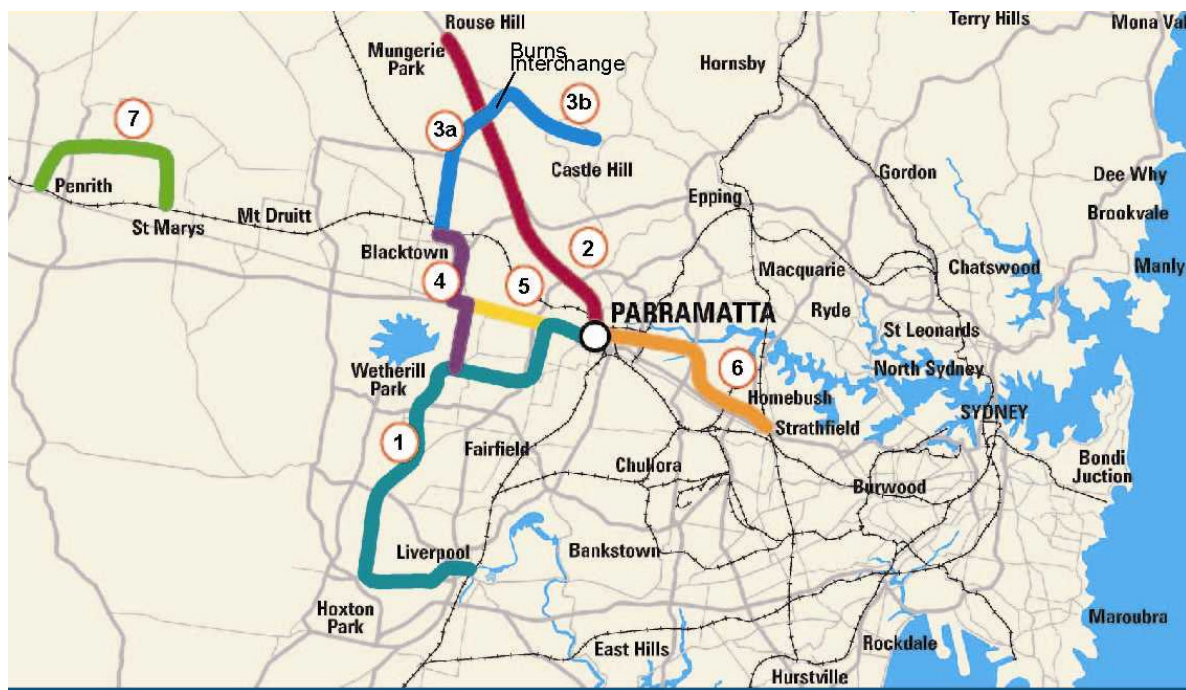 Rouse Hill
Terry Hills
Mona Val
Mungerie
Park
Burns
Interchange
Hornsby
7
3a
3b
Penrith
Castle Hill
Gordon
Dee Why
St Marys
Mt Druitt
Epping
Brookvale
Blacktown
2
Macquarie
Chatswood
Manly
4
5
PARRAMATTA
Ryde
St Leonards
Wetherill
Park
6
North Sydney
Homebush
SYDNEY
1
Fairfield
Strathfield
Chullora
Burwood
Bondi
Juction
Liverpool
Bankstown
Hoxton
Park
Maroubra
East Hills
Rockdale
Hurstville